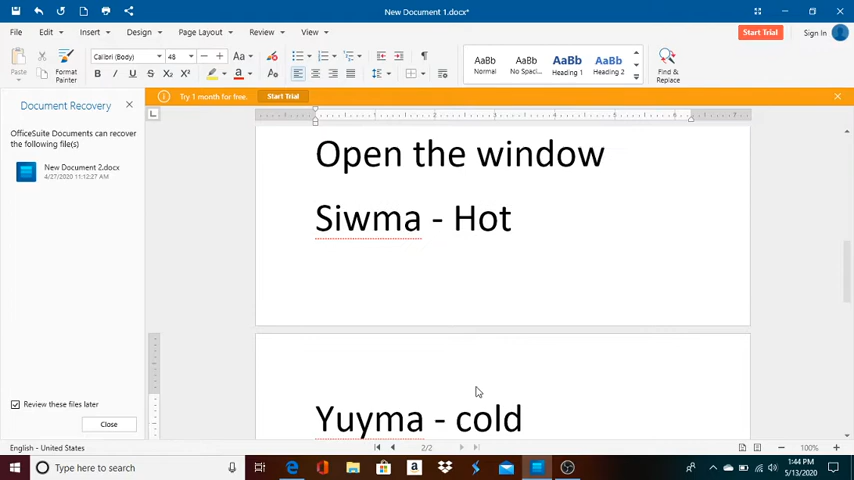 New Document 1.docx*
File Edit Insert Design Page Layout Review View Start Trial Sign In
Paste Format Painter Calibri (Body) 48 Aa AaBb Normal AaBb No Spaci... AaBb Heading 1 AaBb Heading 2 Find & Replace
B I U S X₂ X² A
Try 1 month for free. Start Trial
Document Recovery
OfficeSuite Documents can recover
the following file(s)
New Document 2.docx
4/27/2020 11:12:27 AM
Open the window
Siwma - Hot
Yuyma - cold
Review these files later
Close
English - United States 2/2 100%
Type here to search 1:44 PM
5/13/2020